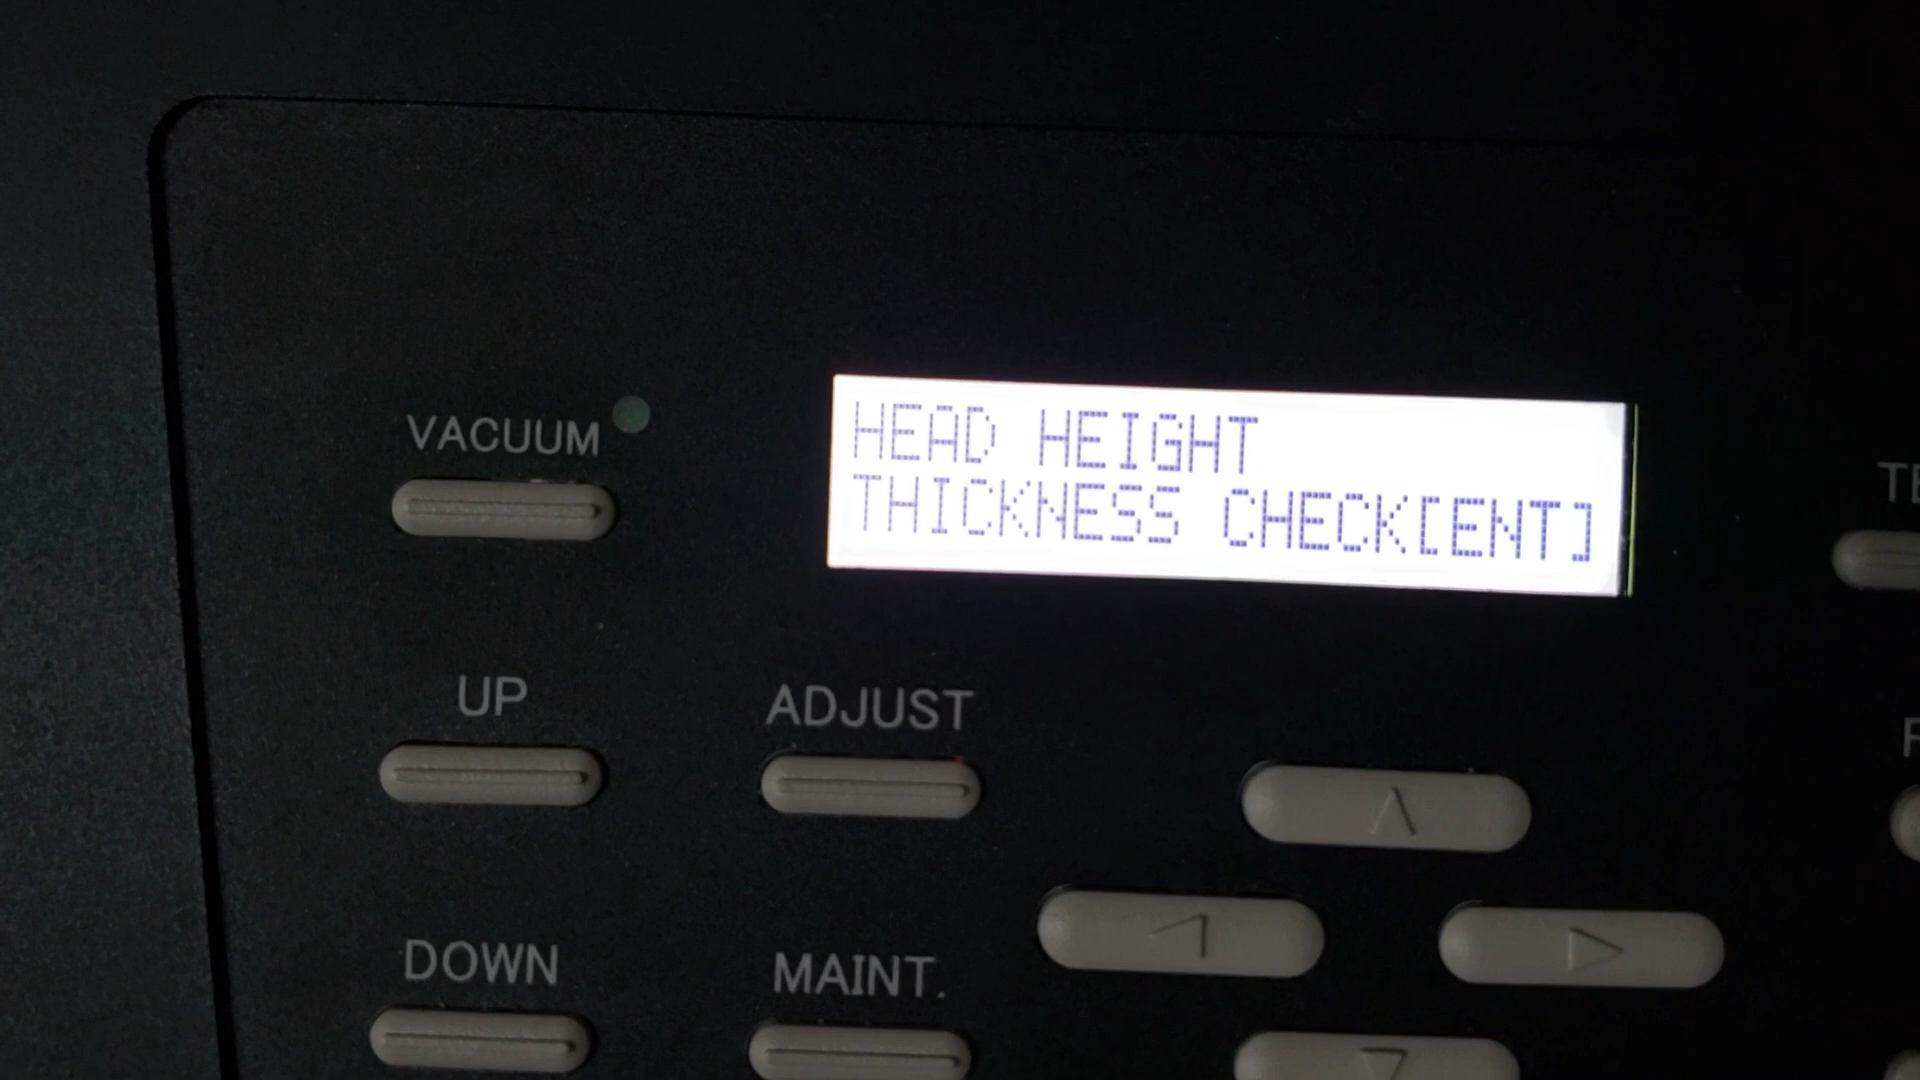 VACUUM
HEAD HEIGHT
THICKNESS CHECK[ENT]
UP
ADJUST
DOWN
MAINT.